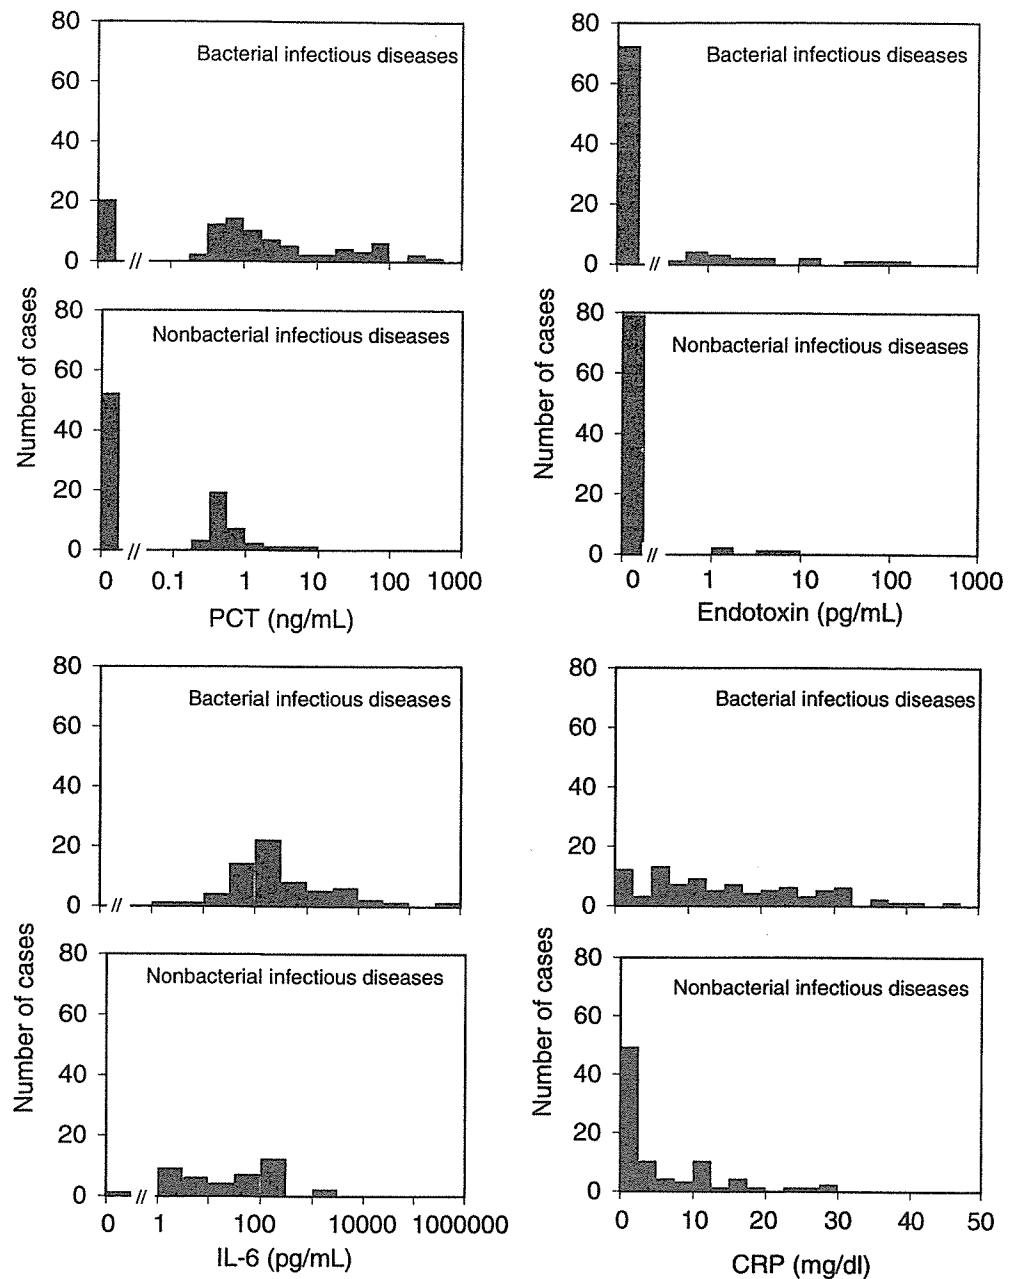 80
60
40
20
0
Bacterial infectious diseases
//
80
60
40
20
0
Bacterial infectious diseases
//
Number of cases
80
60
40
20
0
Nonbacterial infectious diseases
//
0 0.1 1 10 100 1000
PCT (ng/mL)
Number of cases
80
60
40
20
0
Nonbacterial infectious diseases
//
0 1 10 100 1000
Endotoxin (pg/mL)
80
60
40
20
0
Bacterial infectious diseases
//
80
60
40
20
0
Bacterial infectious diseases
Number of cases
80
60
40
20
0
Nonbacterial infectious diseases
//
0 1 100 10000 1000000
IL-6 (pg/mL)
Number of cases
80
60
40
20
0
Nonbacterial infectious diseases
0 10 20 30 40 50
CRP (mg/dl)